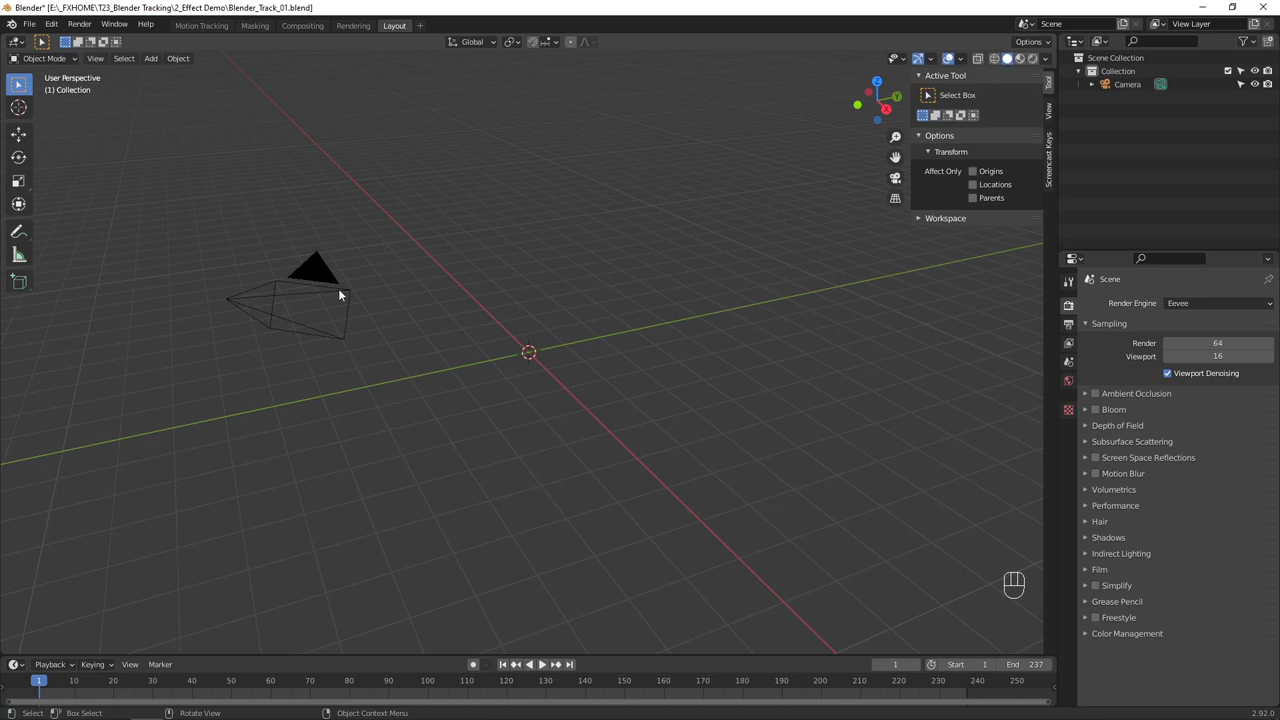 Blender* [E:\_FXHOME\T23_Blender Tracking\2_Effect Demo\Blender_Track_01.blend]
File Edit Render Window Help Motion Tracking Masking Compositing Rendering Layout + Scene View Layer
Global Options
Object Mode View Select Add Object
User Perspective
(1) Collection
Z
Y
X
Active Tool
Select Box
Options
Transform
Affect Only Origins
Locations
Parents
Workspace
Tool
View
Screencast Keys
Scene Collection
Collection
Camera
Scene
Render Engine Eevee
Sampling
Render 64
Viewport 16
Viewport Denoising
Ambient Occlusion
Bloom
Depth of Field
Subsurface Scattering
Screen Space Reflections
Motion Blur
Volumetrics
Performance
Hair
Shadows
Indirect Lighting
Film
Simplify
Grease Pencil
Freestyle
Color Management
Playback Keying View Marker 1 Start 1 End 237
1 10 20 30 40 50 60 70 80 90 100 110 120 130 140 150 160 170 180 190 200 210 220 230 240 250
Select Box Select Rotate View Object Context Menu 2.92.0